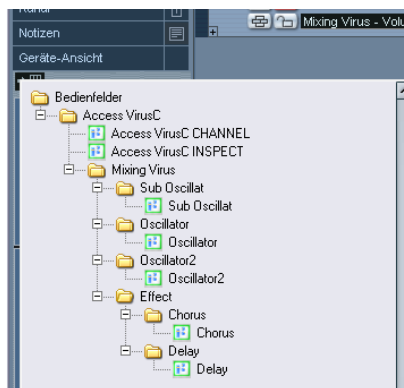 Kanal
Notizen
Mixing Virus - Volu
Geräte-Ansicht
Bedienfelder
Access VirusC
Access VirusC CHANNEL
Access VirusC INSPECT
Mixing Virus
Sub Oscillat
Sub Oscillat
Oscillator
Oscillator
Oscillator2
Oscillator2
Effect
Chorus
Chorus
Delay
Delay